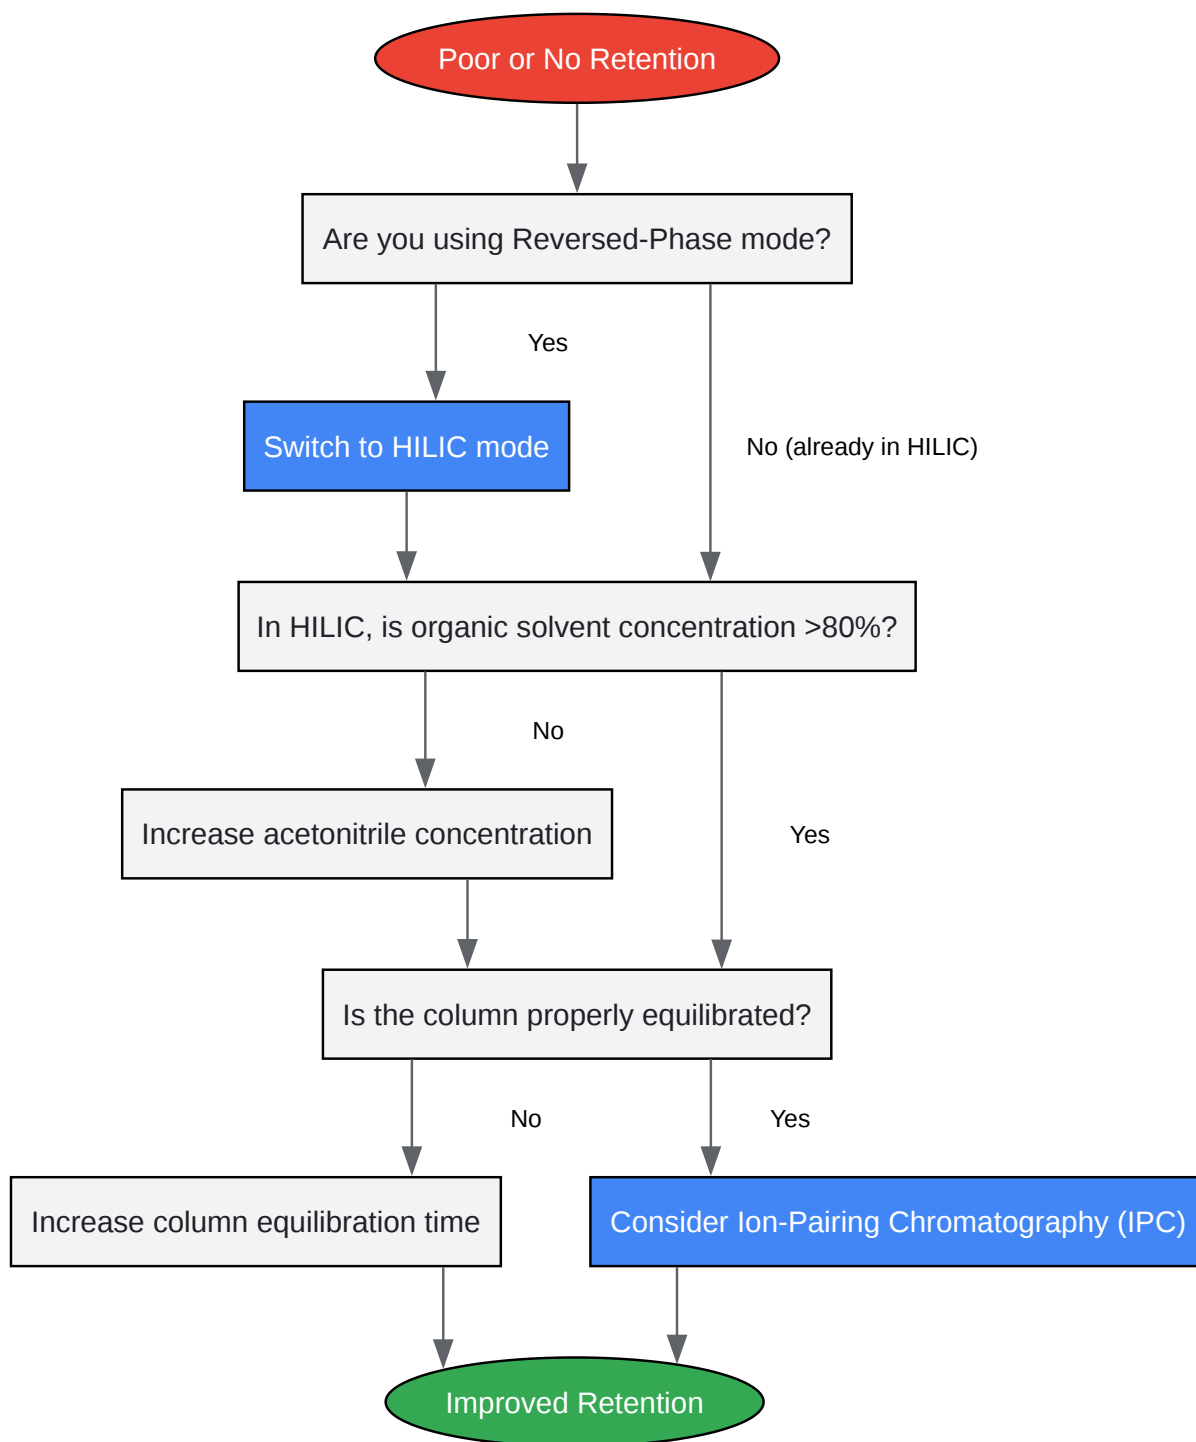 Poor or No Retention
Are you using Reversed-Phase mode?
Yes
Switch to HILIC mode
No (already in HILIC)
In HILIC, is organic solvent concentration >80%?
No
Increase acetonitrile concentration
Yes
Is the column properly equilibrated?
No
Yes
Increase column equilibration time
Consider Ion-Pairing Chromatography (IPC)
Improved Retention